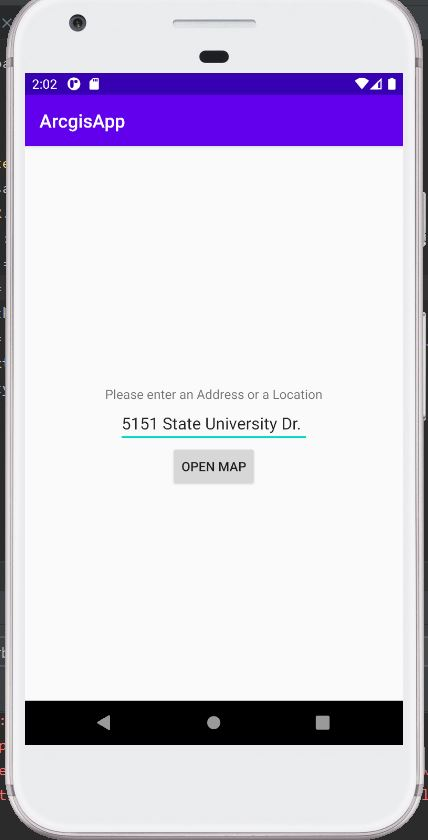 2:02
ArcgisApp
Please enter an Address or a Location
5151 State University Dr.
OPEN MAP